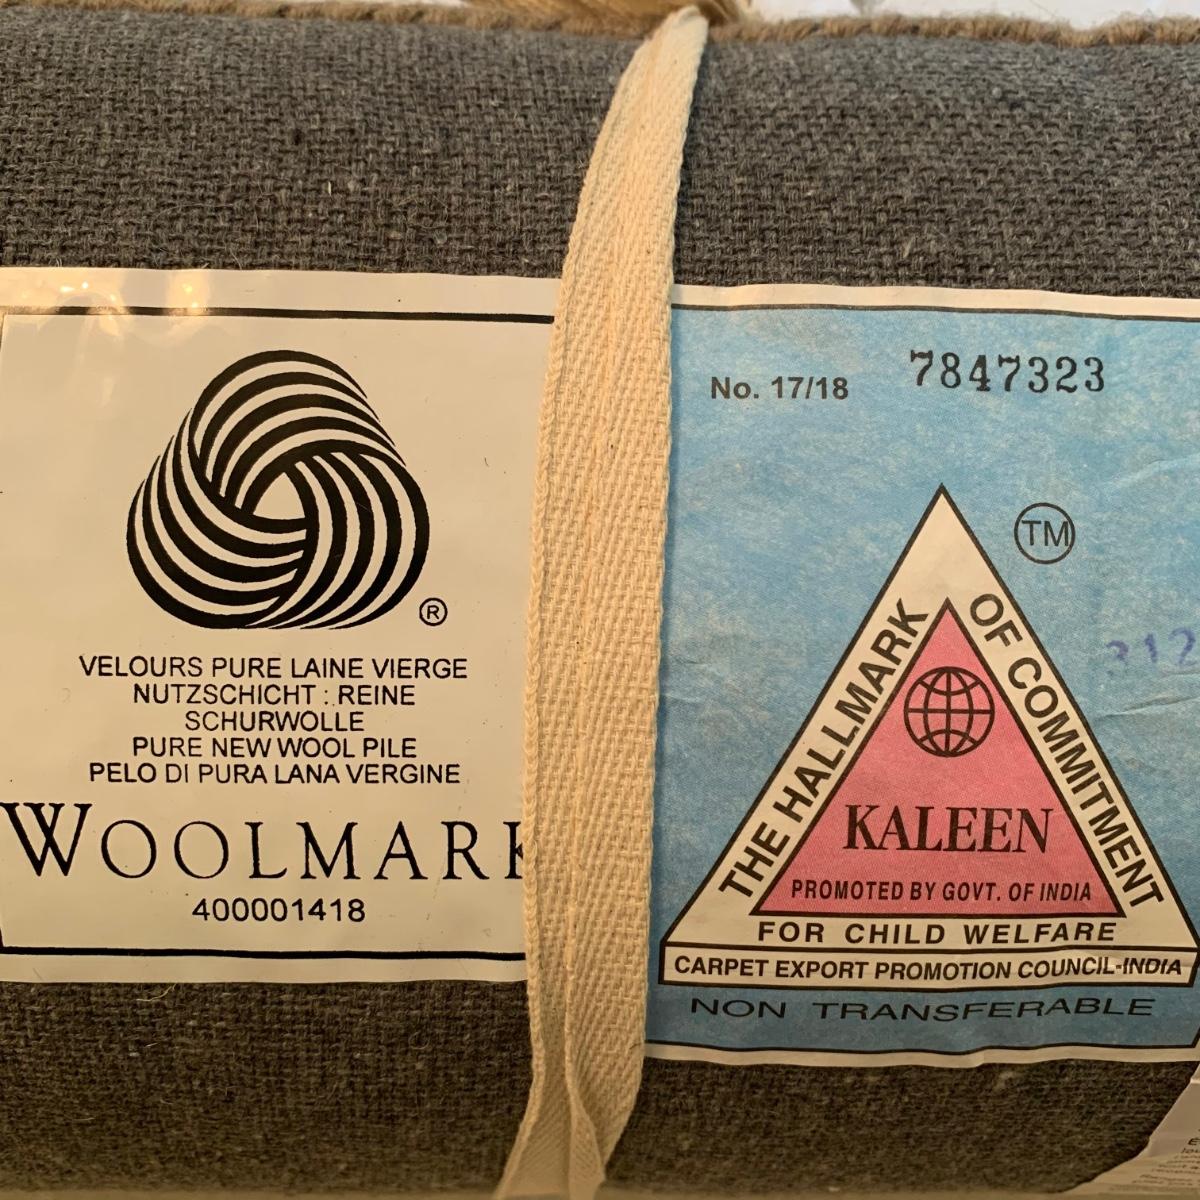 ®
VELOURS PURE LAINE VIERGE
NUTZSCHICHT : REINE
SCHURWOLLE
PURE NEW WOOL PILE
PELO DI PURA LANA VERGINE
WOOLMARK
400001418
No. 17/18 7847323
TM
THE HALLMARK OF COMMITMENT
KALEEN
PROMOTED BY GOVT. OF INDIA
FOR CHILD WELFARE
CARPET EXPORT PROMOTION COUNCIL-INDIA
NON TRANSFERABLE